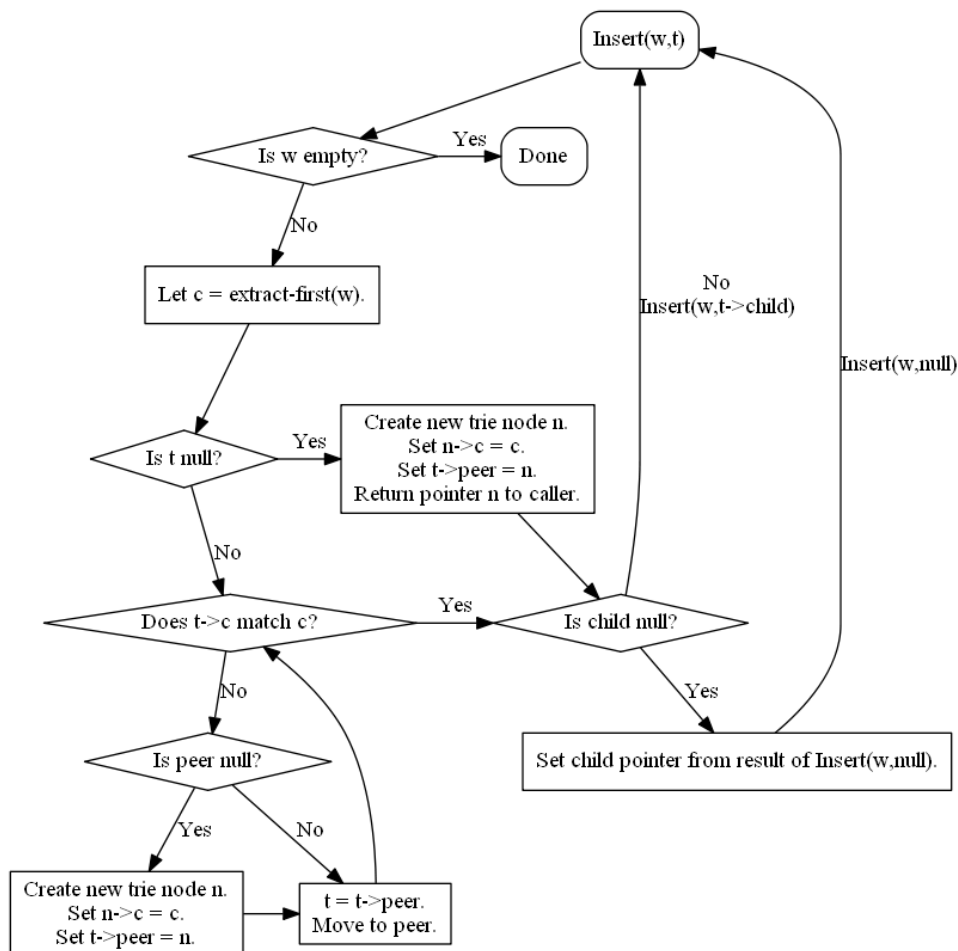 Insert(w,t)
Is w empty?
Yes
Done
No
Let c = extract-first(w).
No
Insert(w,t->child)
Insert(w,null)
Is t null?
Yes
Create new trie node n.
Set n->c = c.
Set t->peer = n.
Return pointer n to caller.
No
Does t->c match c?
Yes
Is child null?
No
Yes
Is peer null?
Set child pointer from result of Insert(w,null).
Yes
No
Create new trie node n.
Set n->c = c.
Set t->peer = n.
t = t->peer.
Move to peer.